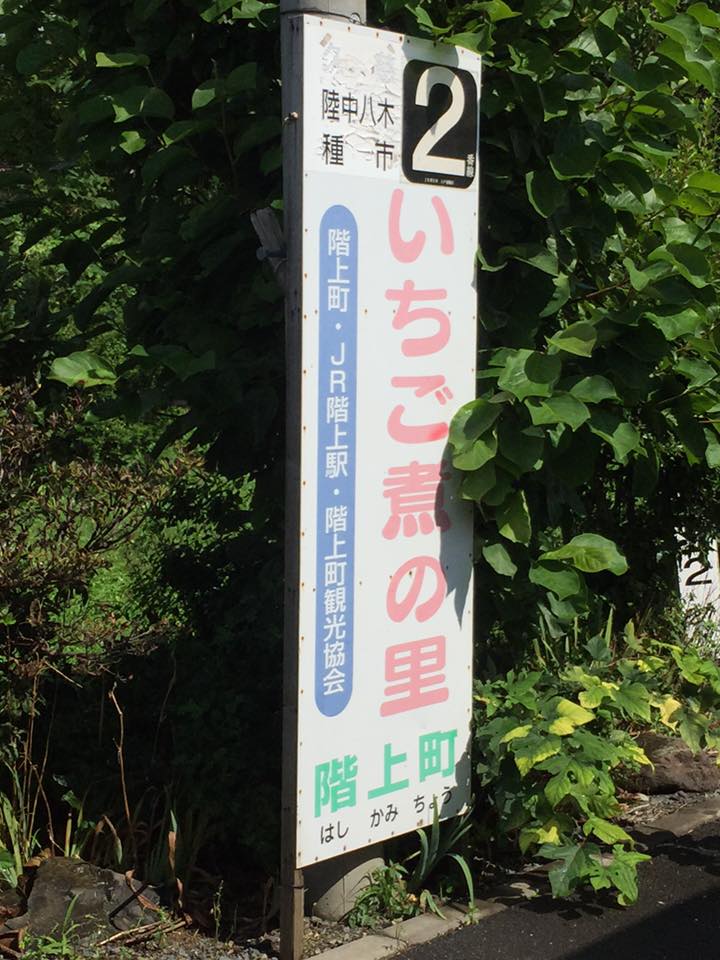 陸中八木
種市
2
番線
いちご煮の里
階上町・JR階上駅・階上町観光協会
階上町
はし かみ ちょう
2